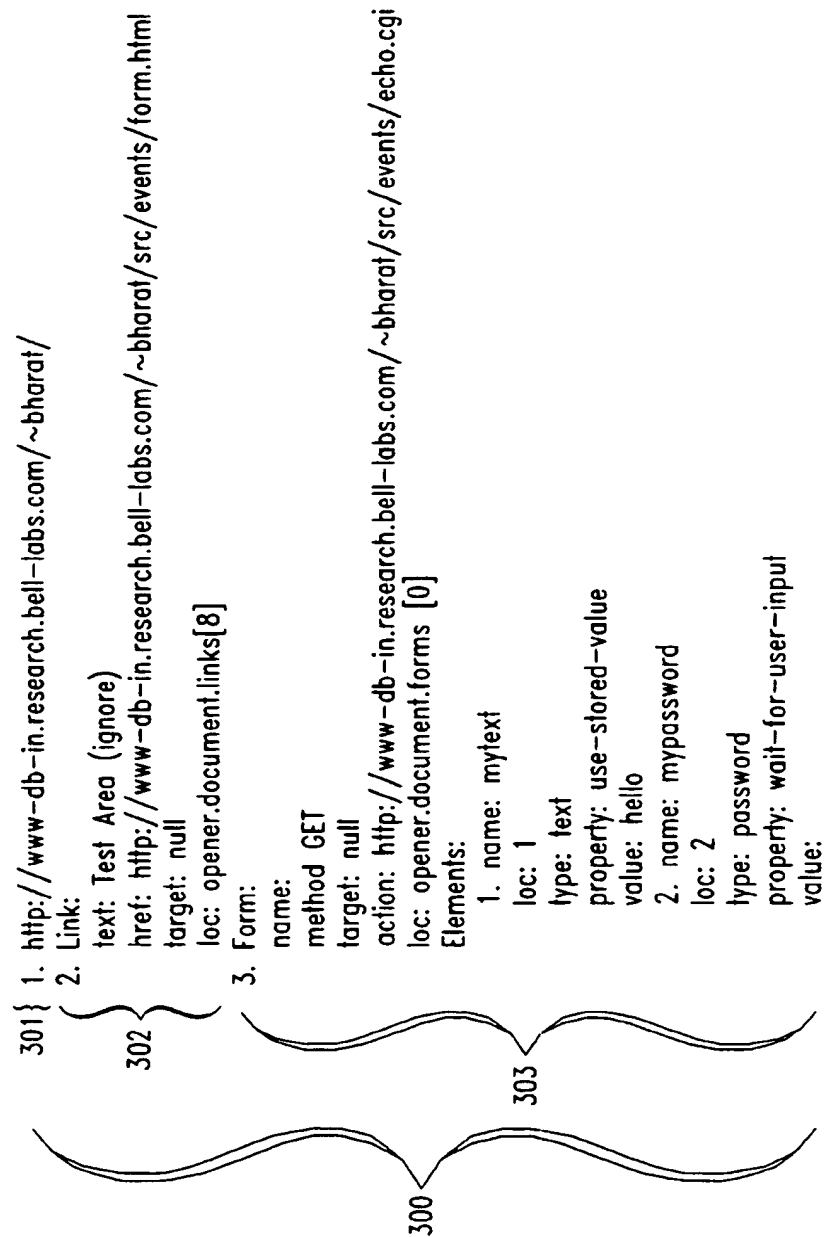 300
301 { 1. http://www-db-in.research.bell-labs.com/~bharat/
302
2. Link:
text: Test Area (ignore)
href: http://www-db-in.research.bell-labs.com/~bharat/src/events/form.html
target: null
loc: opener.document.links[8]
303
3. Form:
name:
method GET
target: null
action: http://www-db-in.research.bell-labs.com/~bharat/src/events/echo.cgi
loc: opener.document.forms [0]
Elements:
1. name: mytext
loc: 1
type: text
property: use-stored-value
value: hello
2. name: mypassword
loc: 2
type: password
property: wait-for-user-input
value: